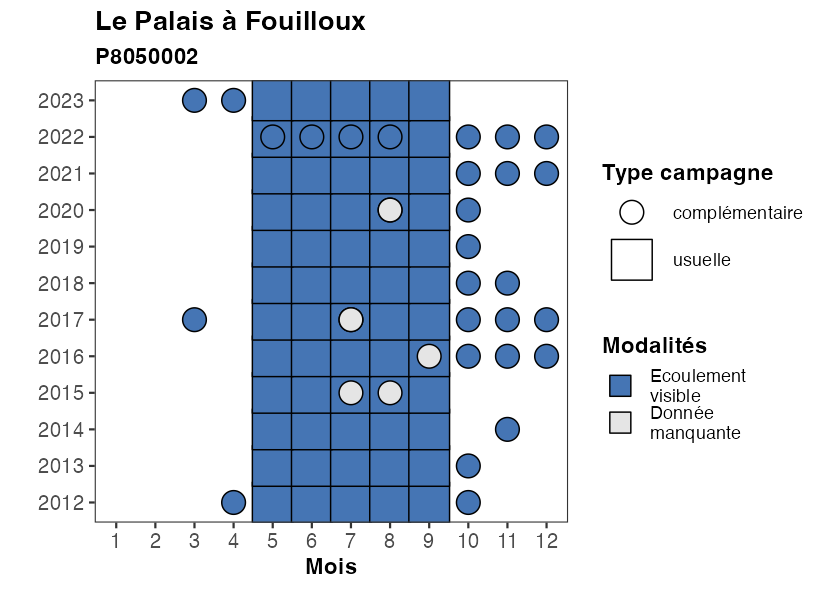 Le Palais à Fouilloux
P8050002
2023
2022
2021
2020
2019
2018
2017
2016
2015
2014
2013
2012
1 2 3 4 5 6 7 8 9 10 11 12
Mois
Type campagne
complémentaire
usuelle
Modalités
Ecoulement
visible
Donnée
manquante